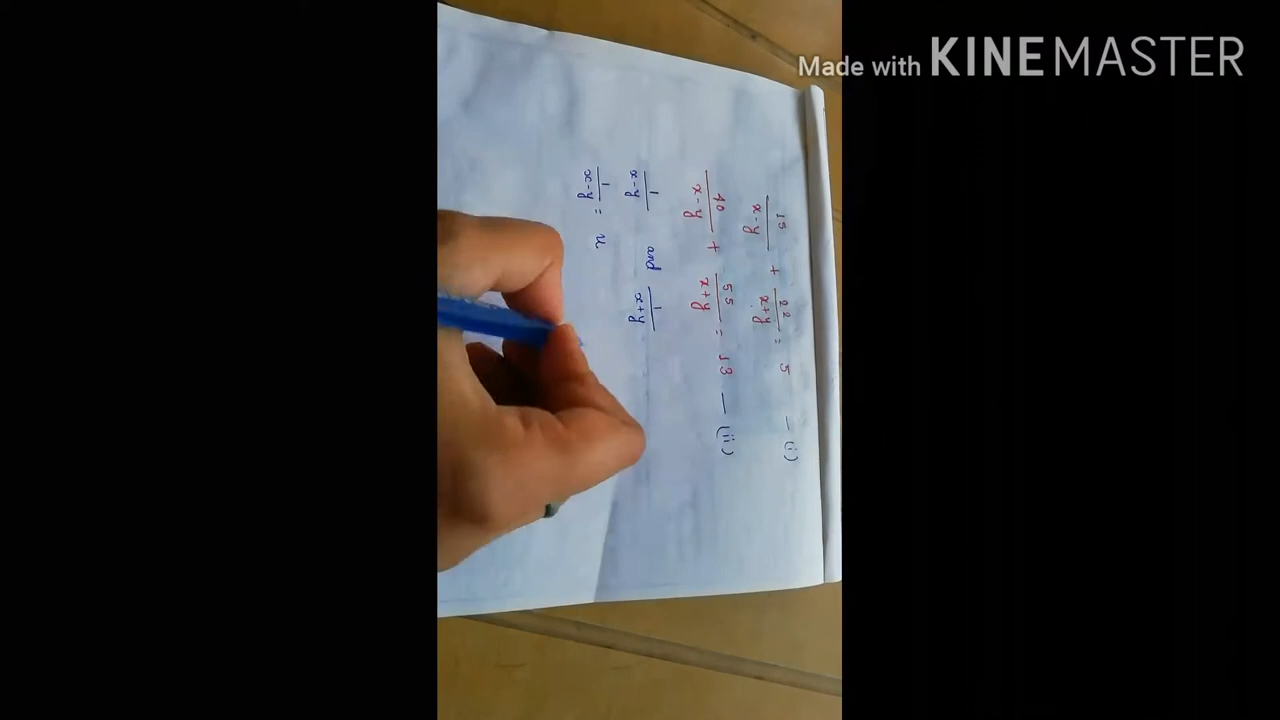 Made with KINEMASTER
15/(x-y) + 22/(x+y) = 5 — (i)
40/(x-y) + 55/(x+y) = 13 — (ii)
1/(x-y) and 1/(x+y)
1/(x-y) = u